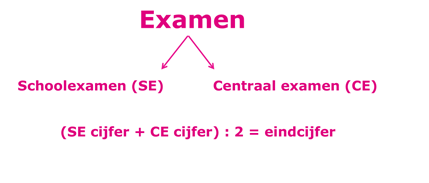 Examen
Schoolexamen (SE) Centraal examen (CE)
(SE cijfer + CE cijfer) : 2 = eindcijfer